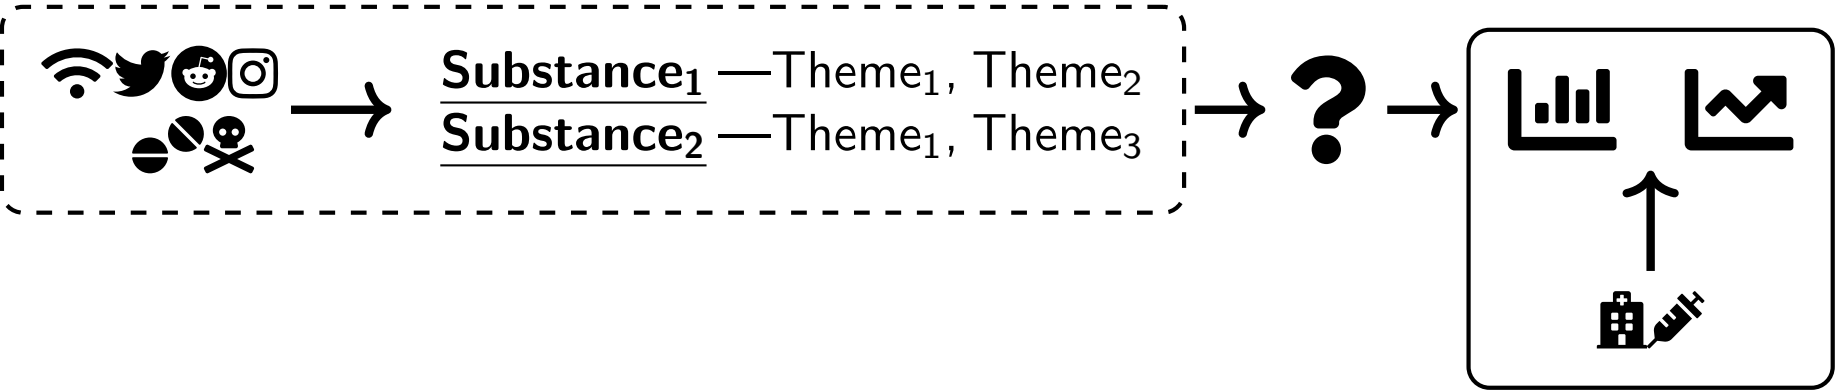 Substance₁ —Theme₁, Theme₂
Substance₂ —Theme₁, Theme₃
?